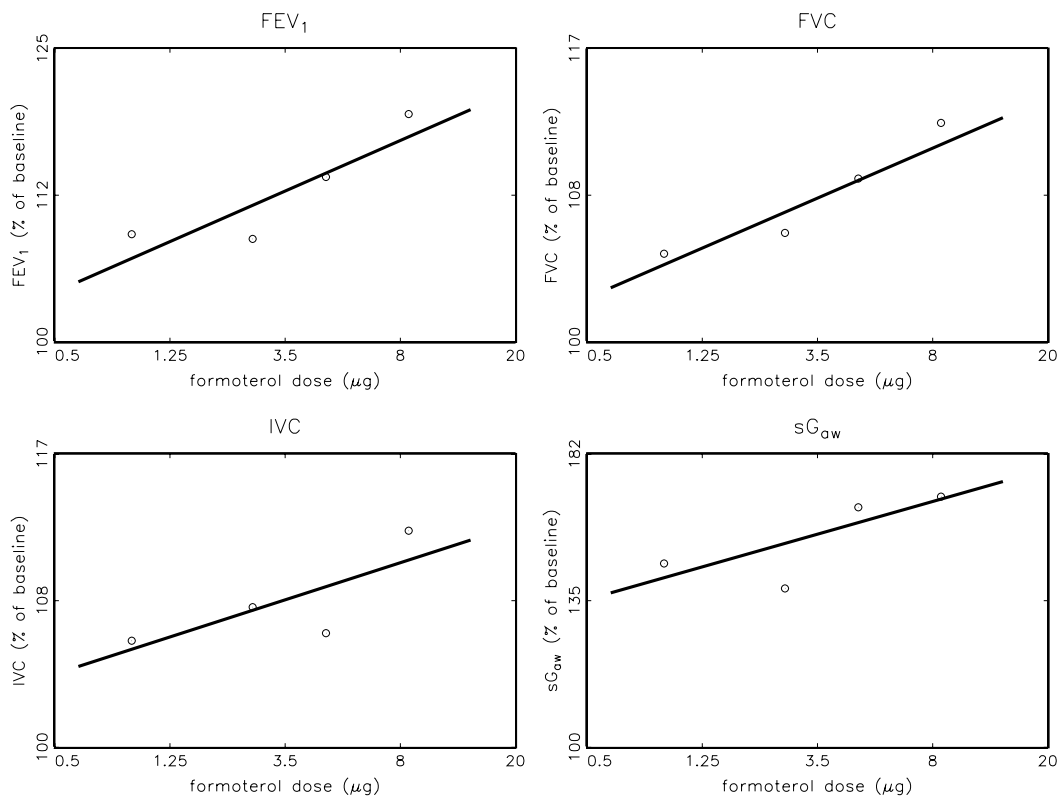 FEV₁
125
112
100
FEV₁ (% of baseline)
0.5 1.25 3.5 8 20
formoterol dose (μg)
FVC
117
108
100
FVC (% of baseline)
0.5 1.25 3.5 8 20
formoterol dose (μg)
IVC
117
108
100
IVC (% of baseline)
0.5 1.25 3.5 8 20
formoterol dose (μg)
sGaw
182
135
100
sGaw (% of baseline)
0.5 1.25 3.5 8 20
formoterol dose (μg)